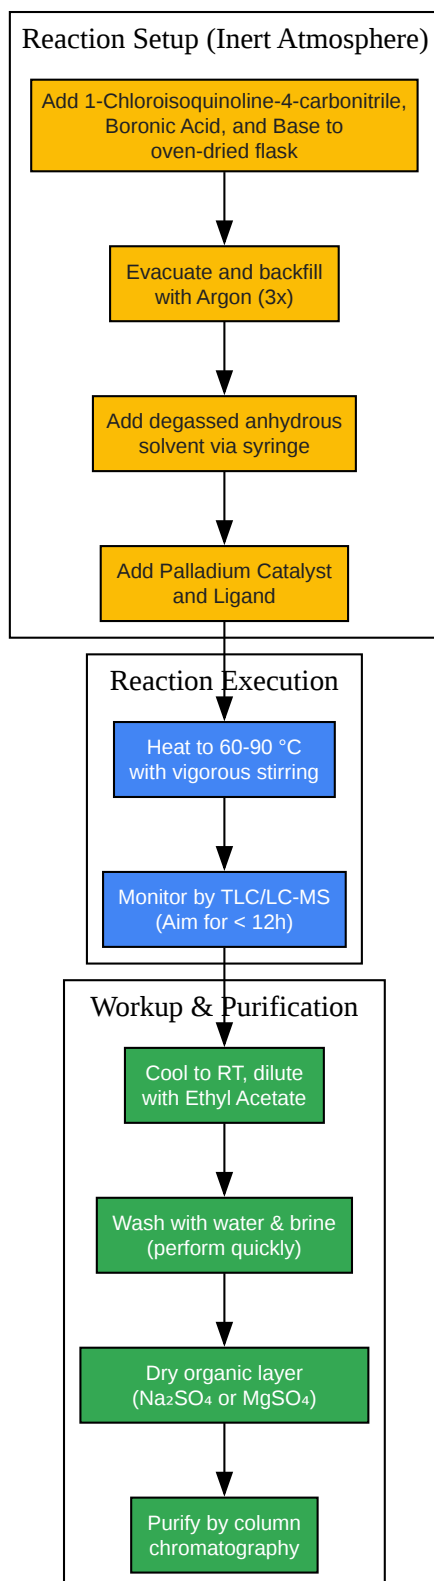 Reaction Setup (Inert Atmosphere)
Add 1-Chloroisoquinoline-4-carbonitrile,
Boronic Acid, and Base to
oven-dried flask
Evacuate and backfill
with Argon (3x)
Add degassed anhydrous
solvent via syringe
Add Palladium Catalyst
and Ligand
Reaction Execution
Heat to 60-90 °C
with vigorous stirring
Monitor by TLC/LC-MS
(Aim for < 12h)
Workup & Purification
Cool to RT, dilute
with Ethyl Acetate
Wash with water & brine
(perform quickly)
Dry organic layer
(Na₂SO₄ or MgSO₄)
Purify by column
chromatography